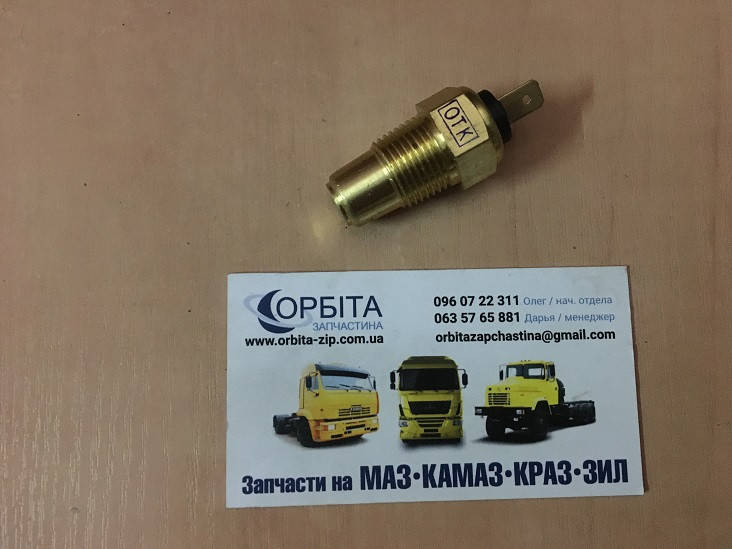 ОТК
ОРБІТА
ЗАПЧАСТИНА
www.orbita-zip.com.ua
096 07 22 311 Олег / нач. отдела
063 57 65 881 Дарья / менеджер
orbitazapchastina@gmail.com
Запчасти на МАЗ•КАМАЗ•КРАЗ•ЗИЛ